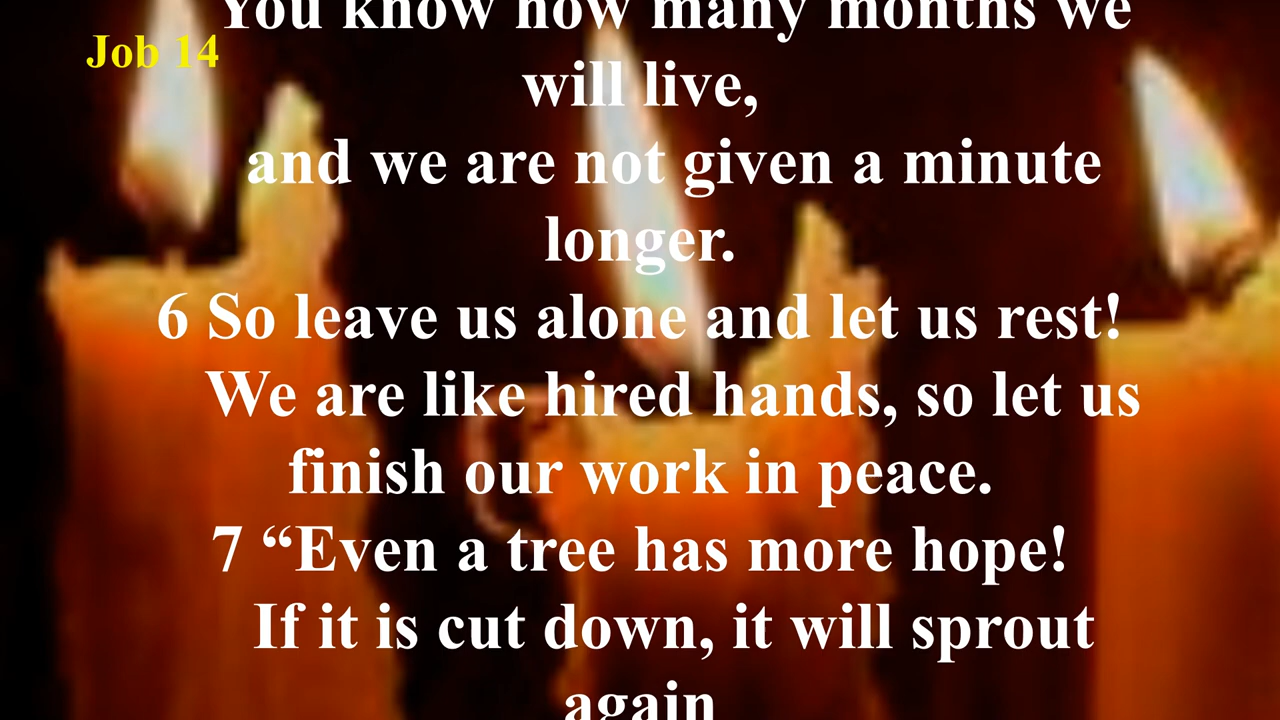 Job 14
You know how many months we
will live,
and we are not given a minute
longer.
6 So leave us alone and let us rest!
We are like hired hands, so let us
finish our work in peace.
7 “Even a tree has more hope!
If it is cut down, it will sprout
again